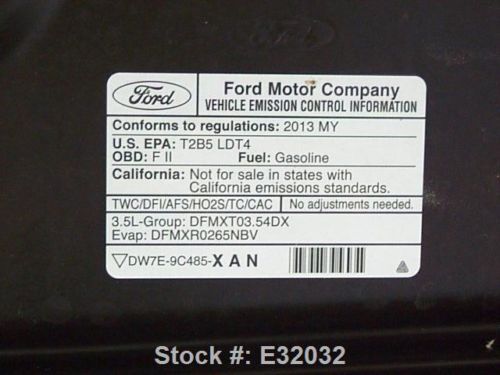 Ford
Ford
Ford Motor Company
VEHICLE EMISSION CONTROL INFORMATION
Conforms to regulations: 2013 MY
U.S. EPA: T2B5 LDT4
OBD: F II Fuel: Gasoline
California: Not for sale in states with
California emissions standards.
TWC/DFI/AFS/HO2S/TC/CAC No adjustments needed.
3.5L-Group: DFMXT03.54DX
Evap: DFMXR0265NBV
DW7E-9C485-XAN
Stock #: E32032